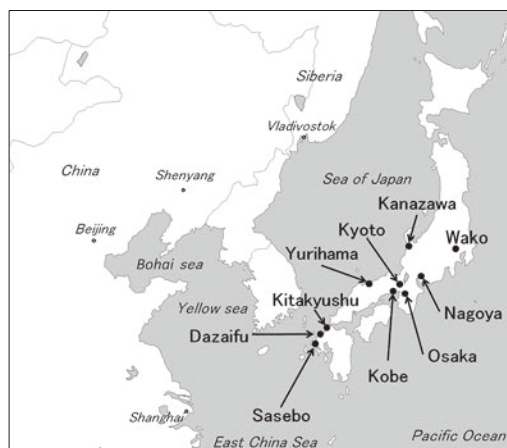 Siberia
Vladivostok
China
Shenyang
Sea of Japan
Kanazawa
Beijing
Kyoto
Wako
Bohai sea
Yurihama
Yellow sea
Kitakyushu
Nagoya
Dazaifu
Osaka
Kobe
Sasebo
Shanghai
East China Sea
Pacific Ocean